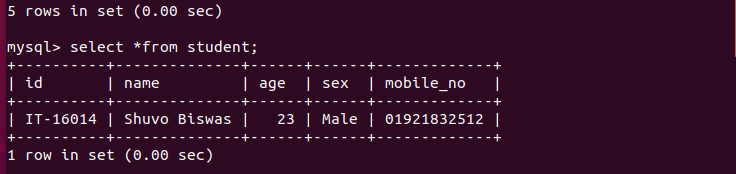 5 rows in set (0.00 sec)
mysql> select *from student;
+----------+--------------+------+------+-------------+
| id       | name         | age  | sex  | mobile_no   |
+----------+--------------+------+------+-------------+
| IT-16014 | Shuvo Biswas |   23 | Male | 01921832512 |
+----------+--------------+------+------+-------------+
1 row in set (0.00 sec)